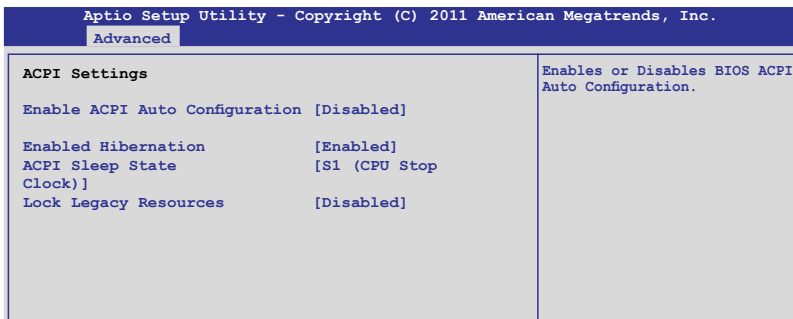 Aptio Setup Utility - Copyright (C) 2011 American Megatrends, Inc.
Advanced
ACPI Settings
Enable ACPI Auto Configuration [Disabled]
Enabled Hibernation [Enabled]
ACPI Sleep State [S1 (CPU Stop
Clock)]
Lock Legacy Resources [Disabled]
Enables or Disables BIOS ACPI
Auto Configuration.